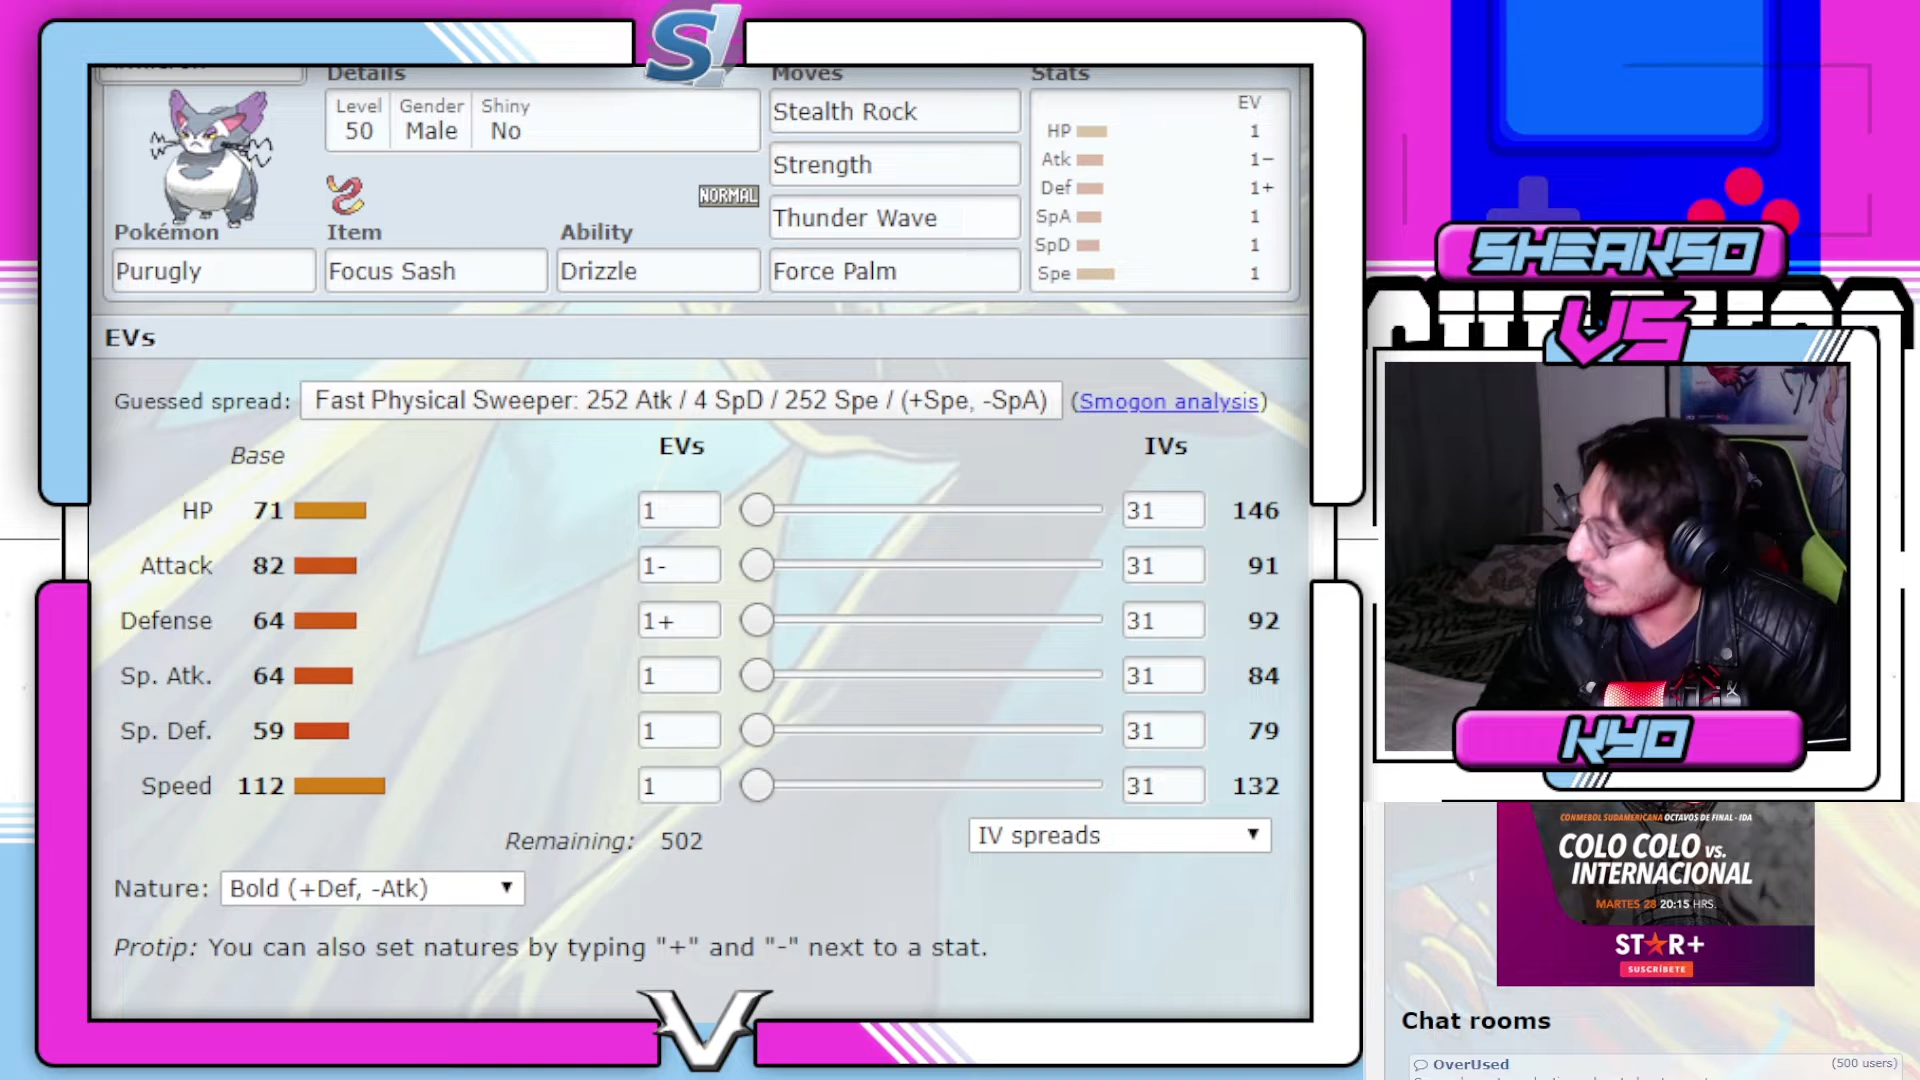 S!
Details
Moves
Stats
Level
Gender
Shiny
50
Male
No
Stealth Rock
Strength
Thunder Wave
Force Palm
EV
HP 1
Atk 1−
Def 1+
SpA 1
SpD 1
Spe 1
NORMAL
Pokémon
Item
Ability
Purugly
Focus Sash
Drizzle
EVs
Guessed spread: Fast Physical Sweeper: 252 Atk / 4 SpD / 252 Spe / (+Spe, -SpA) (Smogon analysis)
Base EVs IVs
HP 71 1 31 146
Attack 82 1- 31 91
Defense 64 1+ 31 92
Sp. Atk. 64 1 31 84
Sp. Def. 59 1 31 79
Speed 112 1 31 132
Remaining: 502
IV spreads
Nature: Bold (+Def, -Atk)
Protip: You can also set natures by typing "+" and "-" next to a stat.
V
SHEAKSO
VS
KYO
CONMEBOL SUDAMERICANA OCTAVOS DE FINAL - IDA
COLO COLO VS.
INTERNACIONAL
MARTES 28 20:15 HRS.
STAR+
SUSCRÍBETE
Chat rooms
OverUsed (500 users)